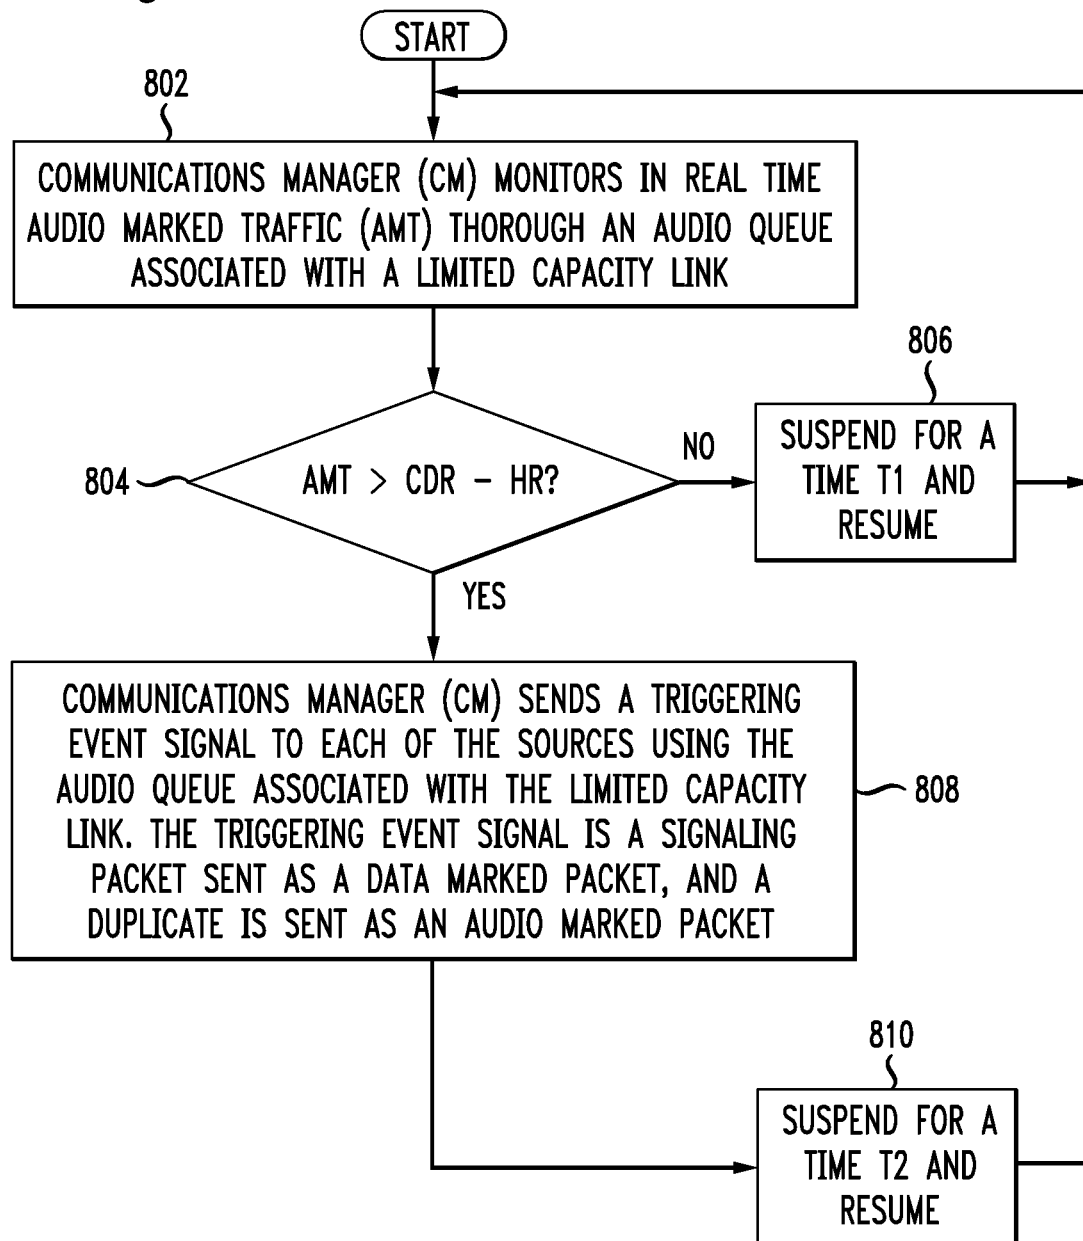 START
802
COMMUNICATIONS MANAGER (CM) MONITORS IN REAL TIME
AUDIO MARKED TRAFFIC (AMT) THOROUGH AN AUDIO QUEUE
ASSOCIATED WITH A LIMITED CAPACITY LINK
804
AMT > CDR – HR?
NO
806
SUSPEND FOR A
TIME T1 AND
RESUME
YES
COMMUNICATIONS MANAGER (CM) SENDS A TRIGGERING
EVENT SIGNAL TO EACH OF THE SOURCES USING THE
AUDIO QUEUE ASSOCIATED WITH THE LIMITED CAPACITY
LINK. THE TRIGGERING EVENT SIGNAL IS A SIGNALING
PACKET SENT AS A DATA MARKED PACKET, AND A
DUPLICATE IS SENT AS AN AUDIO MARKED PACKET
808
810
SUSPEND FOR A
TIME T2 AND
RESUME